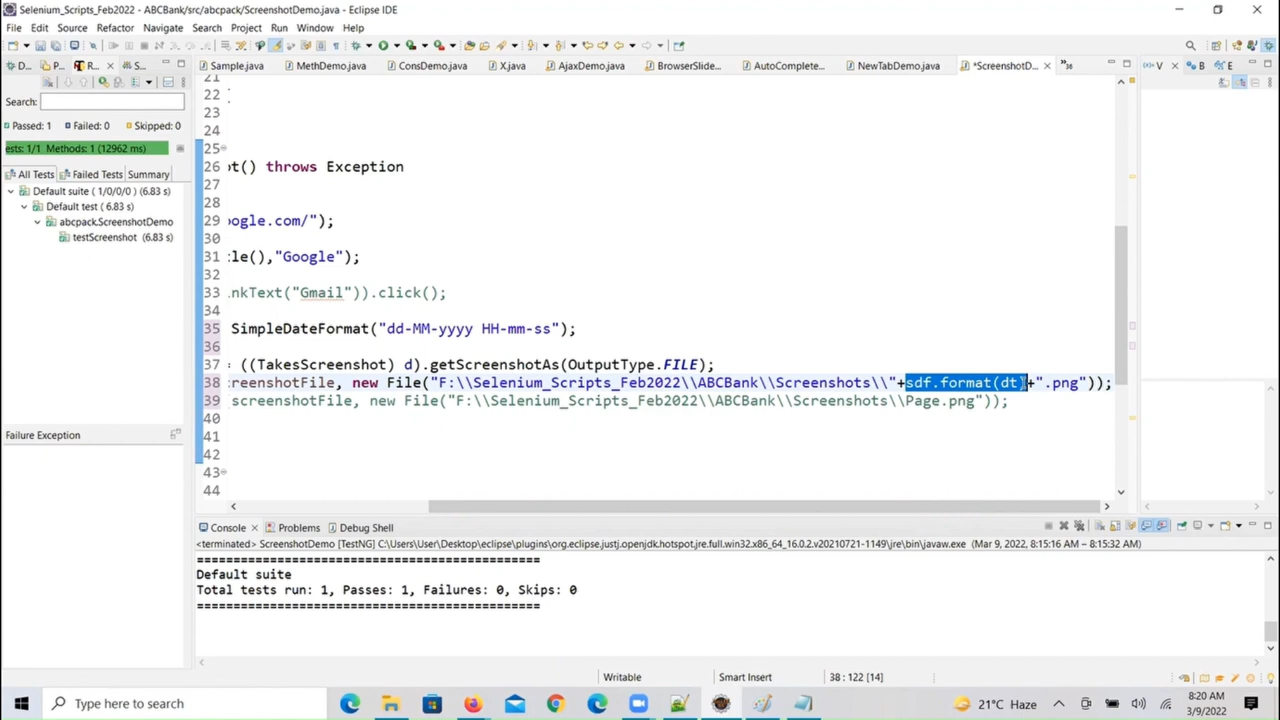 Selenium_Scripts_Feb2022 - ABCBank/src/abcpack/ScreenshotDemo.java - Eclipse IDE
File Edit Source Refactor Navigate Search Project Run Window Help
D... P... R... S... Sample.java MethDemo.java ConsDemo.java X.java AjaxDemo.java BrowserSlide... AutoComplete... NewTabDemo.java *ScreenshotD... »38 V B E
Search:
Passed: 1 Failed: 0 Skipped: 0
ests: 1/1 Methods: 1 (12962 ms)
All Tests Failed Tests Summary
Default suite ( 1/0/0/0 ) (6.83 s)
Default test ( 6.83 s)
abcpack.ScreenshotDemo
testScreenshot (6.83 s)
Failure Exception
21
22
23
24
25
26 ot() throws Exception
27
28
29 oogle.com/");
30
31 tle(),"Google");
32
33 nkText("Gmail")).click();
34
35 SimpleDateFormat("dd-MM-yyyy HH-mm-ss");
36
37 = ((TakesScreenshot) d).getScreenshotAs(OutputType.FILE);
38 creenshotFile, new File("F:\\Selenium_Scripts_Feb2022\\ABCBank\\Screenshots\\"+sdf.format(dt)+".png"));
39 screenshotFile, new File("F:\\Selenium_Scripts_Feb2022\\ABCBank\\Screenshots\\Page.png"));
40
41
42
43
44
Console Problems Debug Shell
<terminated> ScreenshotDemo [TestNG] C:\Users\User\Desktop\eclipse\plugins\org.eclipse.justj.openjdk.hotspot.jre.full.win32.x86_64_16.0.2.v20210721-1149\jre\bin\javaw.exe (Mar 9, 2022, 8:15:16 AM – 8:15:32 AM)
===============================================
Default suite
Total tests run: 1, Passes: 1, Failures: 0, Skips: 0
===============================================
Writable Smart Insert 38 : 122 [14]
Type here to search 21°C Haze 8:20 AM
3/9/2022